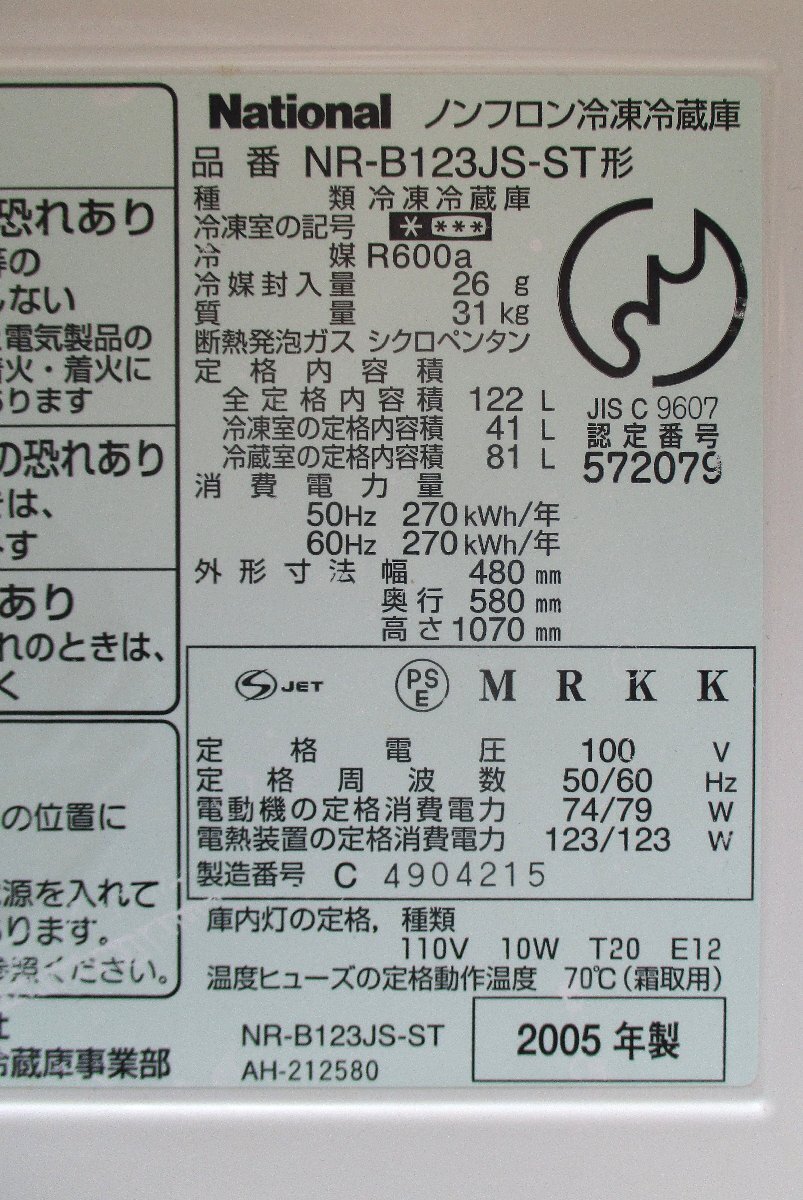 恐れあり
の
しない
電気製品の
火・着火に
あります
の恐れあり
は、
す
あり
れのときは、
く
の位置に
源を入れて
ります。
参照ください。
冷蔵庫事業部
National ノンフロン冷凍冷蔵庫
品番 NR-B123JS-ST形
種類 冷凍冷蔵庫
冷凍室の記号 * ***
冷媒 R600a
冷媒封入量 26 g
質量 31 kg
断熱発泡ガス シクロペンタン
定格内容積
全定格内容積 122 L
冷凍室の定格内容積 41 L
冷蔵室の定格内容積 81 L
消費電力量
50Hz 270 kWh/年
60Hz 270 kWh/年
外形寸法 幅 480 mm
奥行 580 mm
高さ 1070 mm
JIS C 9607
認定番号
572079
S JET PSE M R K K
定格電圧 100 V
定格周波数 50/60 Hz
電動機の定格消費電力 74/79 W
電熱装置の定格消費電力 123/123 W
製造番号 C 4904215
庫内灯の定格, 種類
110V 10W T20 E12
温度ヒューズの定格動作温度 70℃(霜取用)
NR-B123JS-ST
AH-212580
2005年製